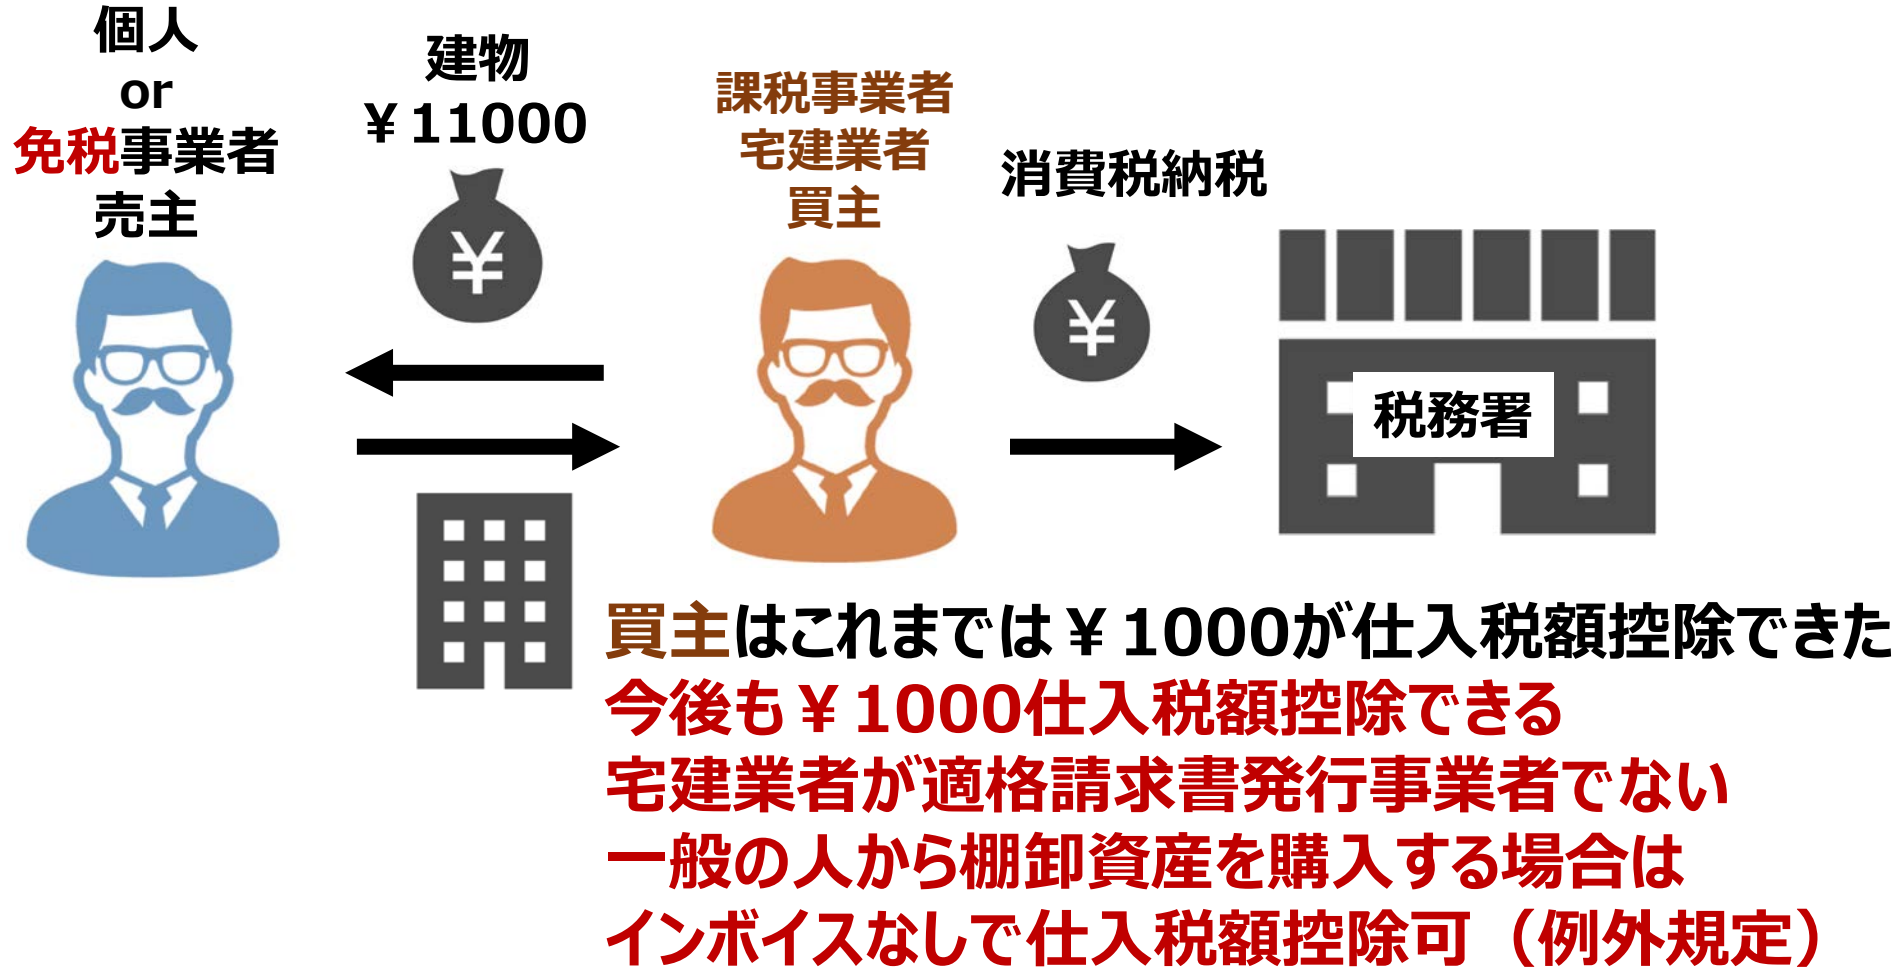 個人
or
免税事業者
売主
建物
¥11000
¥
課税事業者
宅建業者
買主
消費税納税
¥
税務署
買主はこれまでは¥1000が仕入税額控除できた
今後も¥1000仕入税額控除できる
宅建業者が適格請求書発行事業者でない
一般の人から棚卸資産を購入する場合は
インボイスなしで仕入税額控除可（例外規定）